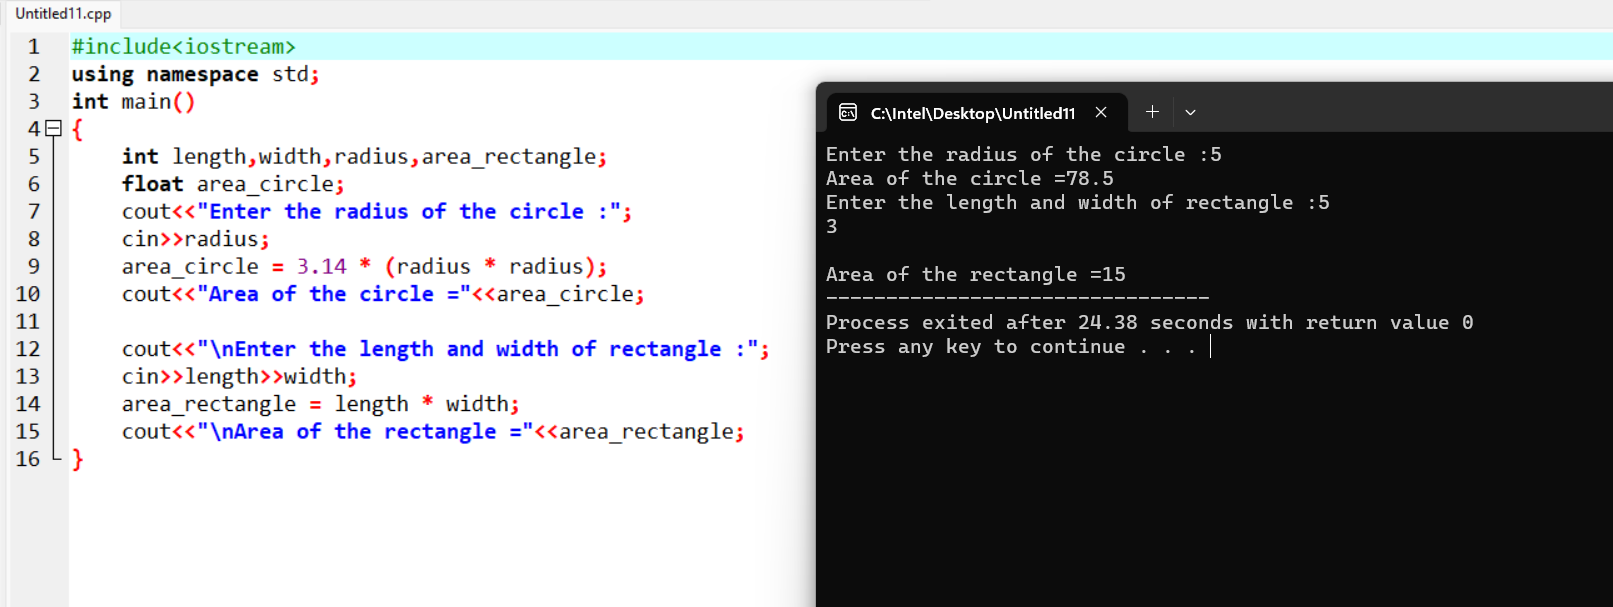 Untitled11.cpp
1 #include<iostream>
2 using namespace std;
3 int main()
4 {
5 int length,width,radius,area_rectangle;
6 float area_circle;
7 cout<<"Enter the radius of the circle :";
8 cin>>radius;
9 area_circle = 3.14 * (radius * radius);
10 cout<<"Area of the circle ="<<area_circle;
11
12 cout<<"\nEnter the length and width of rectangle :";
13 cin>>length>>width;
14 area_rectangle = length * width;
15 cout<<"\nArea of the rectangle ="<<area_rectangle;
16 }
C:\Intel\Desktop\Untitled11
Enter the radius of the circle :5
Area of the circle =78.5
Enter the length and width of rectangle :5
3
Area of the rectangle =15
--------------------------------
Process exited after 24.38 seconds with return value 0
Press any key to continue . . .